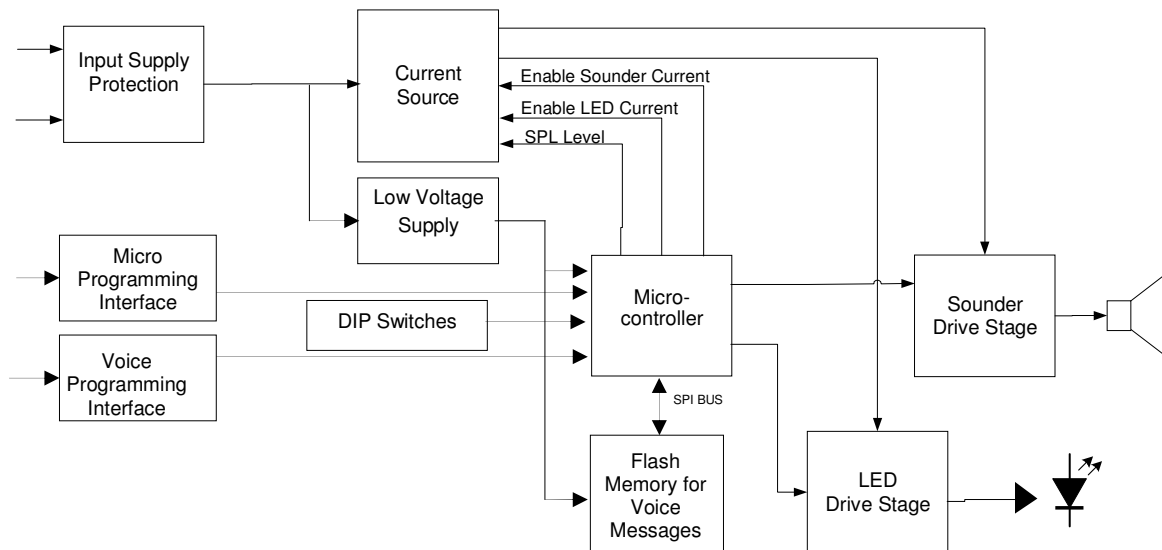 Input Supply
Protection
Current
Source
Enable Sounder Current
Enable LED Current
SPL Level
Low Voltage
Supply
Micro
Programming
Interface
DIP Switches
Micro-
controller
Sounder
Drive Stage
Voice
Programming
Interface
SPI BUS
Flash
Memory for
Voice
Messages
LED
Drive Stage